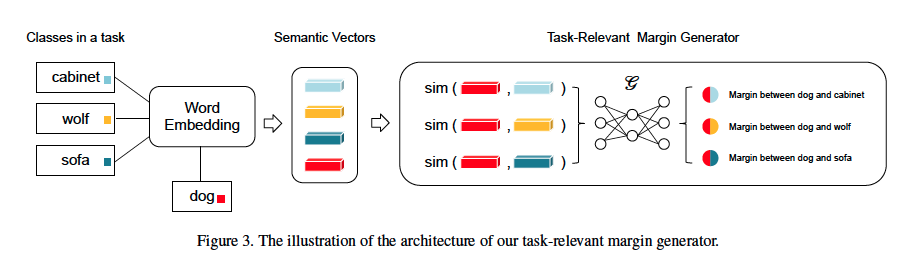 Classes in a task
Semantic Vectors
Task-Relevant Margin Generator
cabinet
wolf
sofa
Word
Embedding
dog
sim ( , )
sim ( , )
sim ( , )
𝒢
Margin between dog and cabinet
Margin between dog and wolf
Margin between dog and sofa
Figure 3. The illustration of the architecture of our task-relevant margin generator.